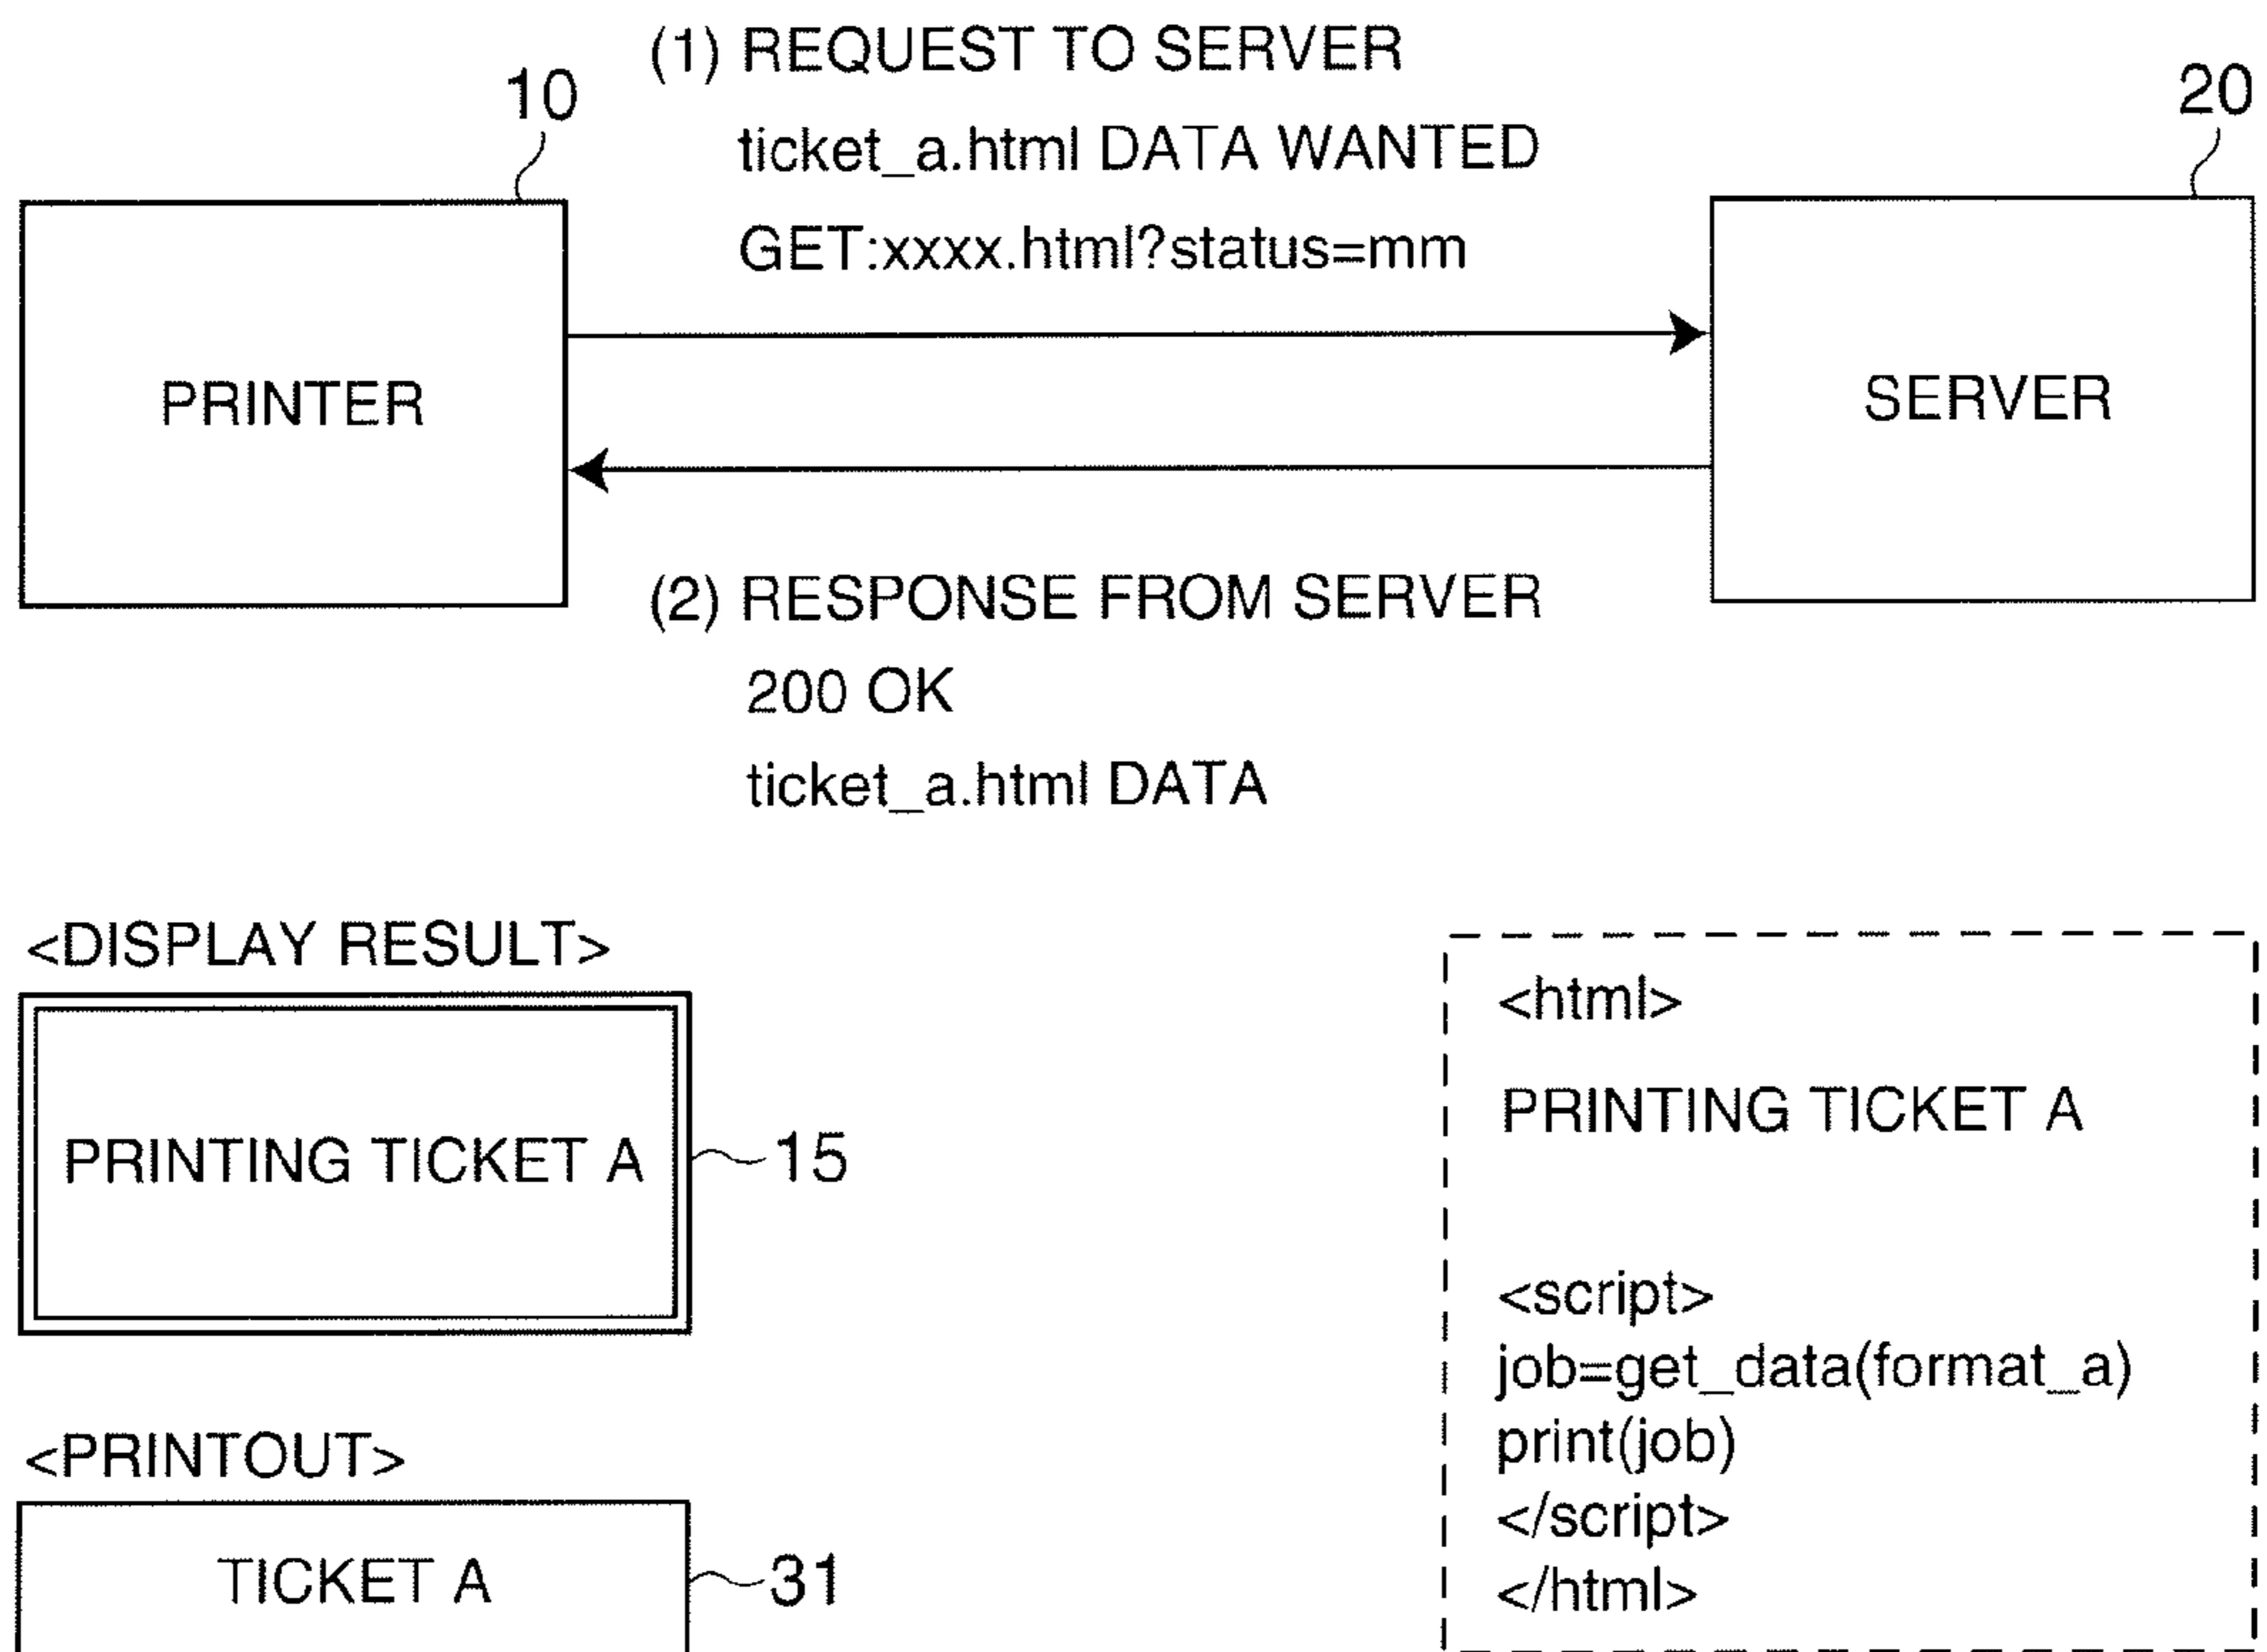 (1) REQUEST TO SERVER
10
20
ticket_a.html DATA WANTED
GET:xxxx.html?status=mm
PRINTER
SERVER
(2) RESPONSE FROM SERVER
200 OK
ticket_a.html DATA
<DISPLAY RESULT>
PRINTING TICKET A
15
<PRINTOUT>
TICKET A
31
<html>
PRINTING TICKET A
<script>
job=get_data(format_a)
print(job)
</script>
</html>